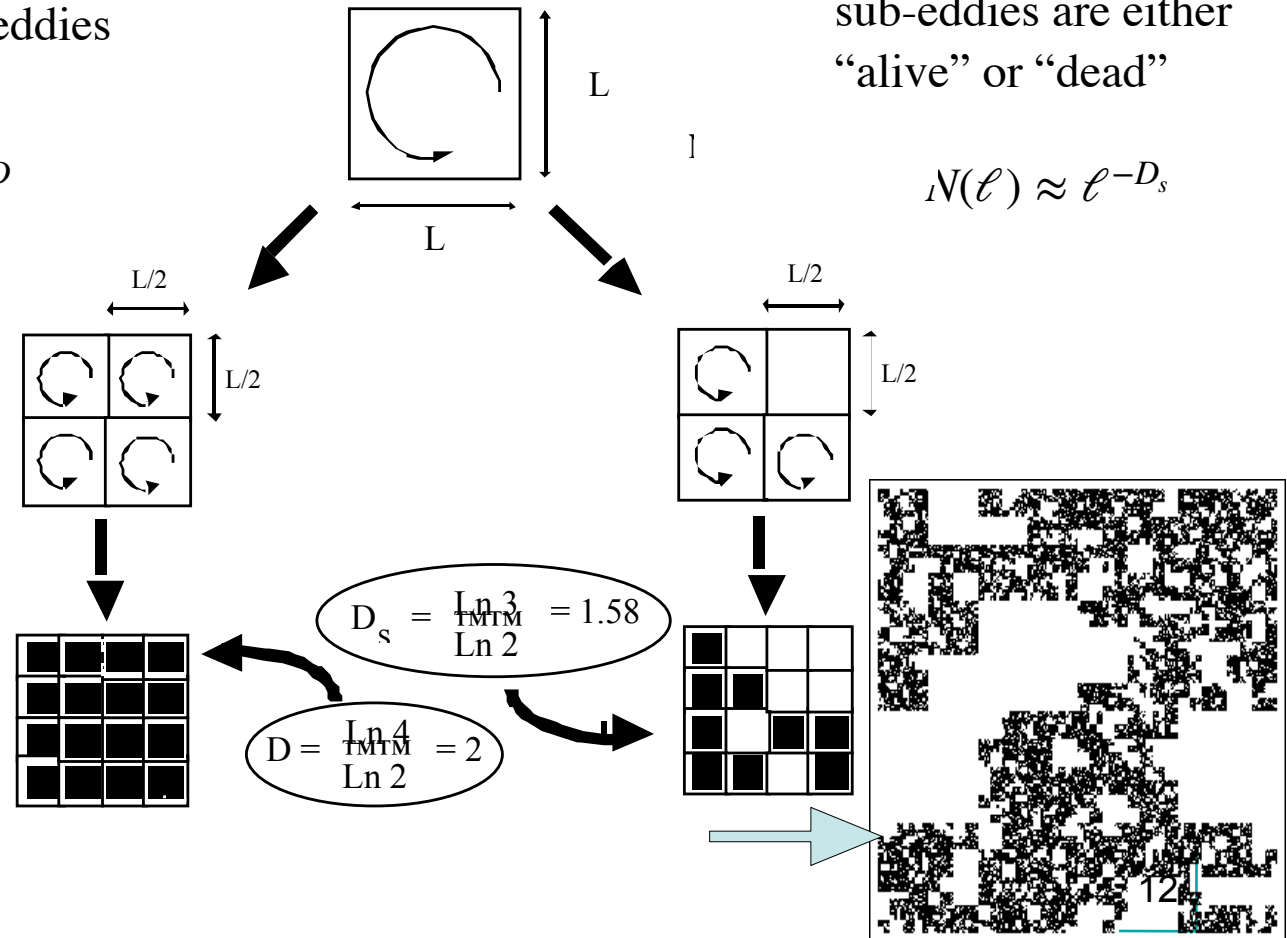 eddies
sub-eddies are either
“alive” or “dead”
L
N(ℓ) ≈ ℓ^{−D_s}
L
L/2
L/2
L/2
L/2
D_s = Ln 3 / Ln 2 = 1.58
D = Ln 4 / Ln 2 = 2
12